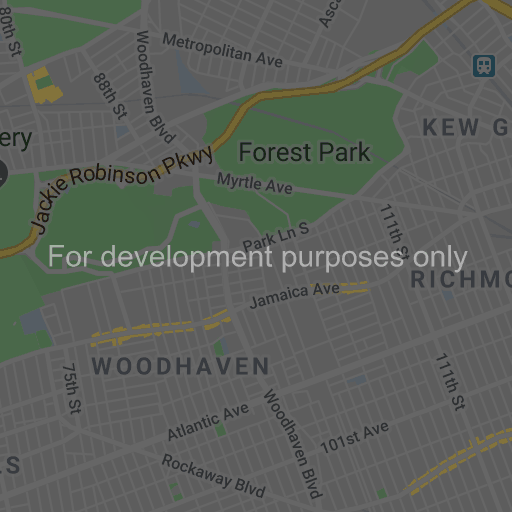 80th St
Asc
Metropolitan Ave
Woodhaven Blvd
88th St
KEW G
ery
Forest Park
Jackie Robinson Pkwy
Myrtle Ave
111th St
Park Ln S
For development purposes only
RICHMO
Jamaica Ave
WOODHAVEN
75th St
111th St
Atlantic Ave
Woodhaven Blvd
101st Ave
LS
Rockaway Blvd